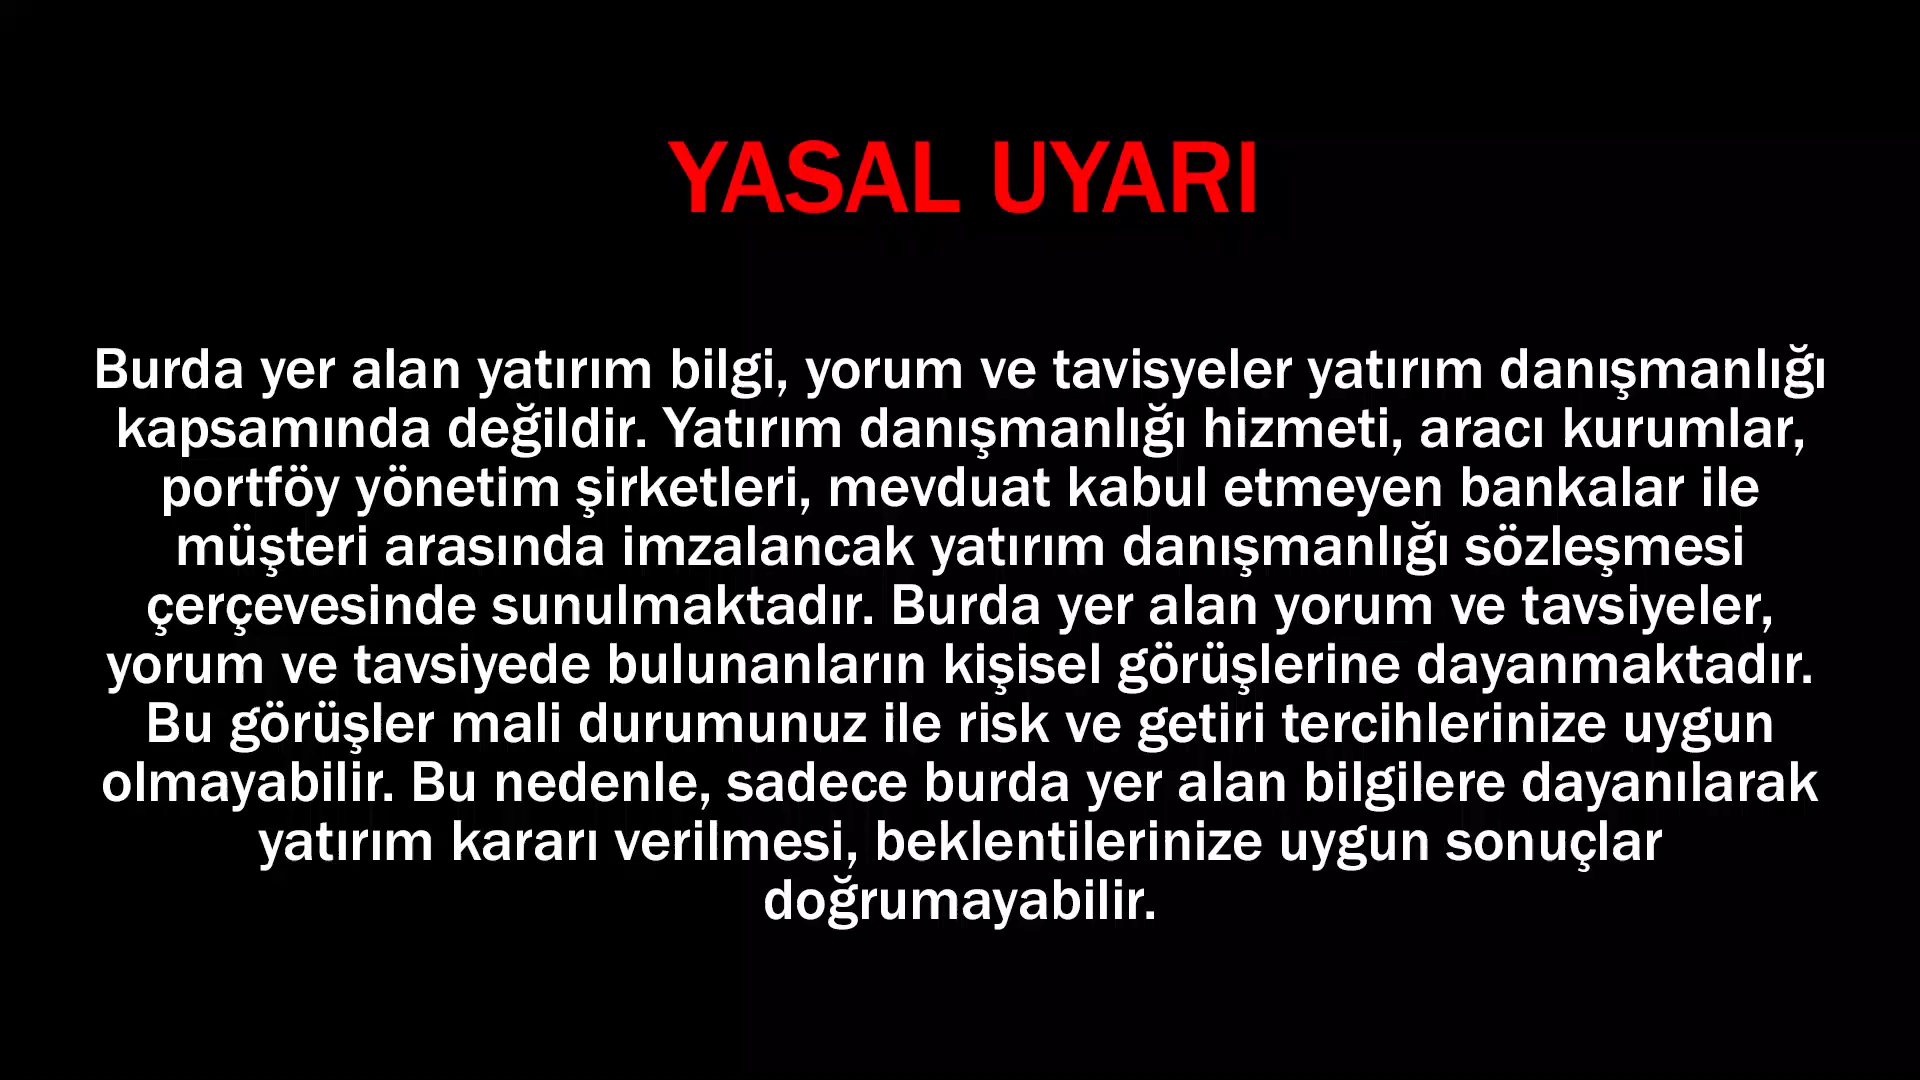 YASAL UYARI
Burda yer alan yatırım bilgi, yorum ve tavisyeler yatırım danışmanlığı
kapsamında değildir. Yatırım danışmanlığı hizmeti, aracı kurumlar,
portföy yönetim şirketleri, mevduat kabul etmeyen bankalar ile
müşteri arasında imzalancak yatırım danışmanlığı sözleşmesi
çerçevesinde sunulmaktadır. Burda yer alan yorum ve tavsiyeler,
yorum ve tavsiyede bulunanların kişisel görüşlerine dayanmaktadır.
Bu görüşler mali durumunuz ile risk ve getiri tercihlerinize uygun
olmayabilir. Bu nedenle, sadece burda yer alan bilgilere dayanılarak
yatırım kararı verilmesi, beklentilerinize uygun sonuçlar
doğrumayabilir.